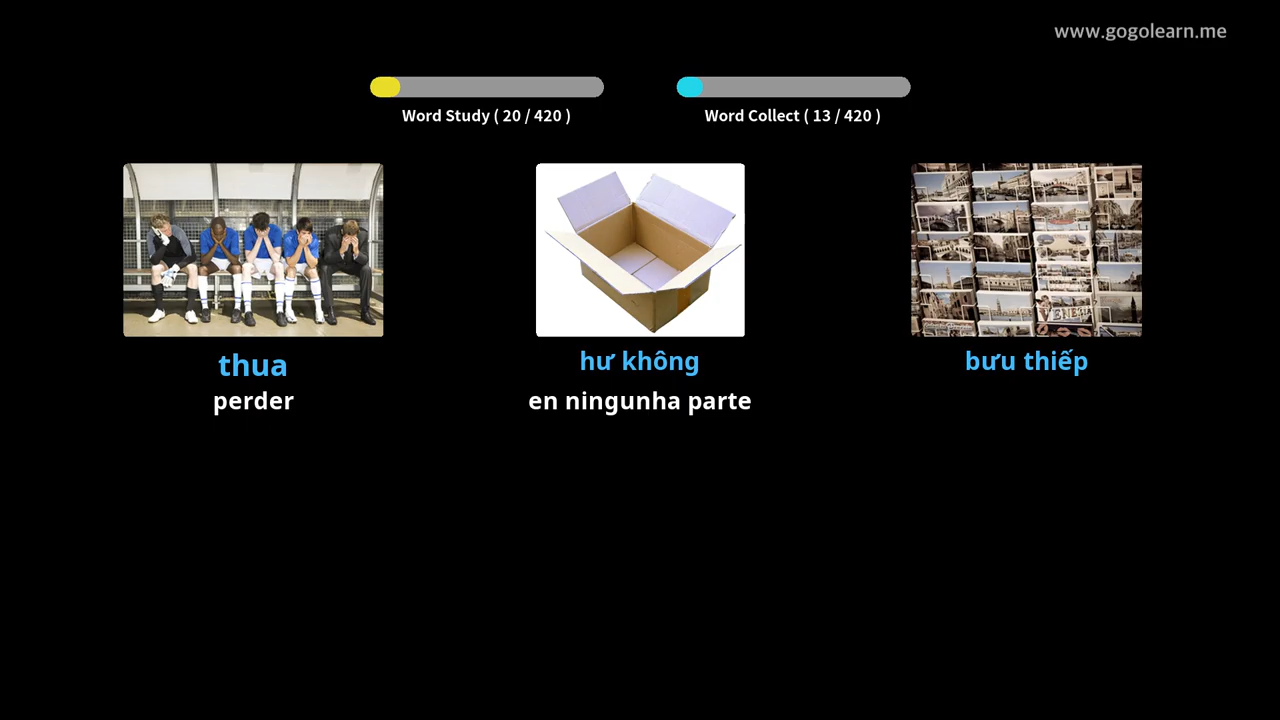 www.gogolearn.me
Word Study ( 20 / 420 )
Word Collect ( 13 / 420 )
VENEZIA
thua
hư không
bưu thiếp
perder
en ningunha parte